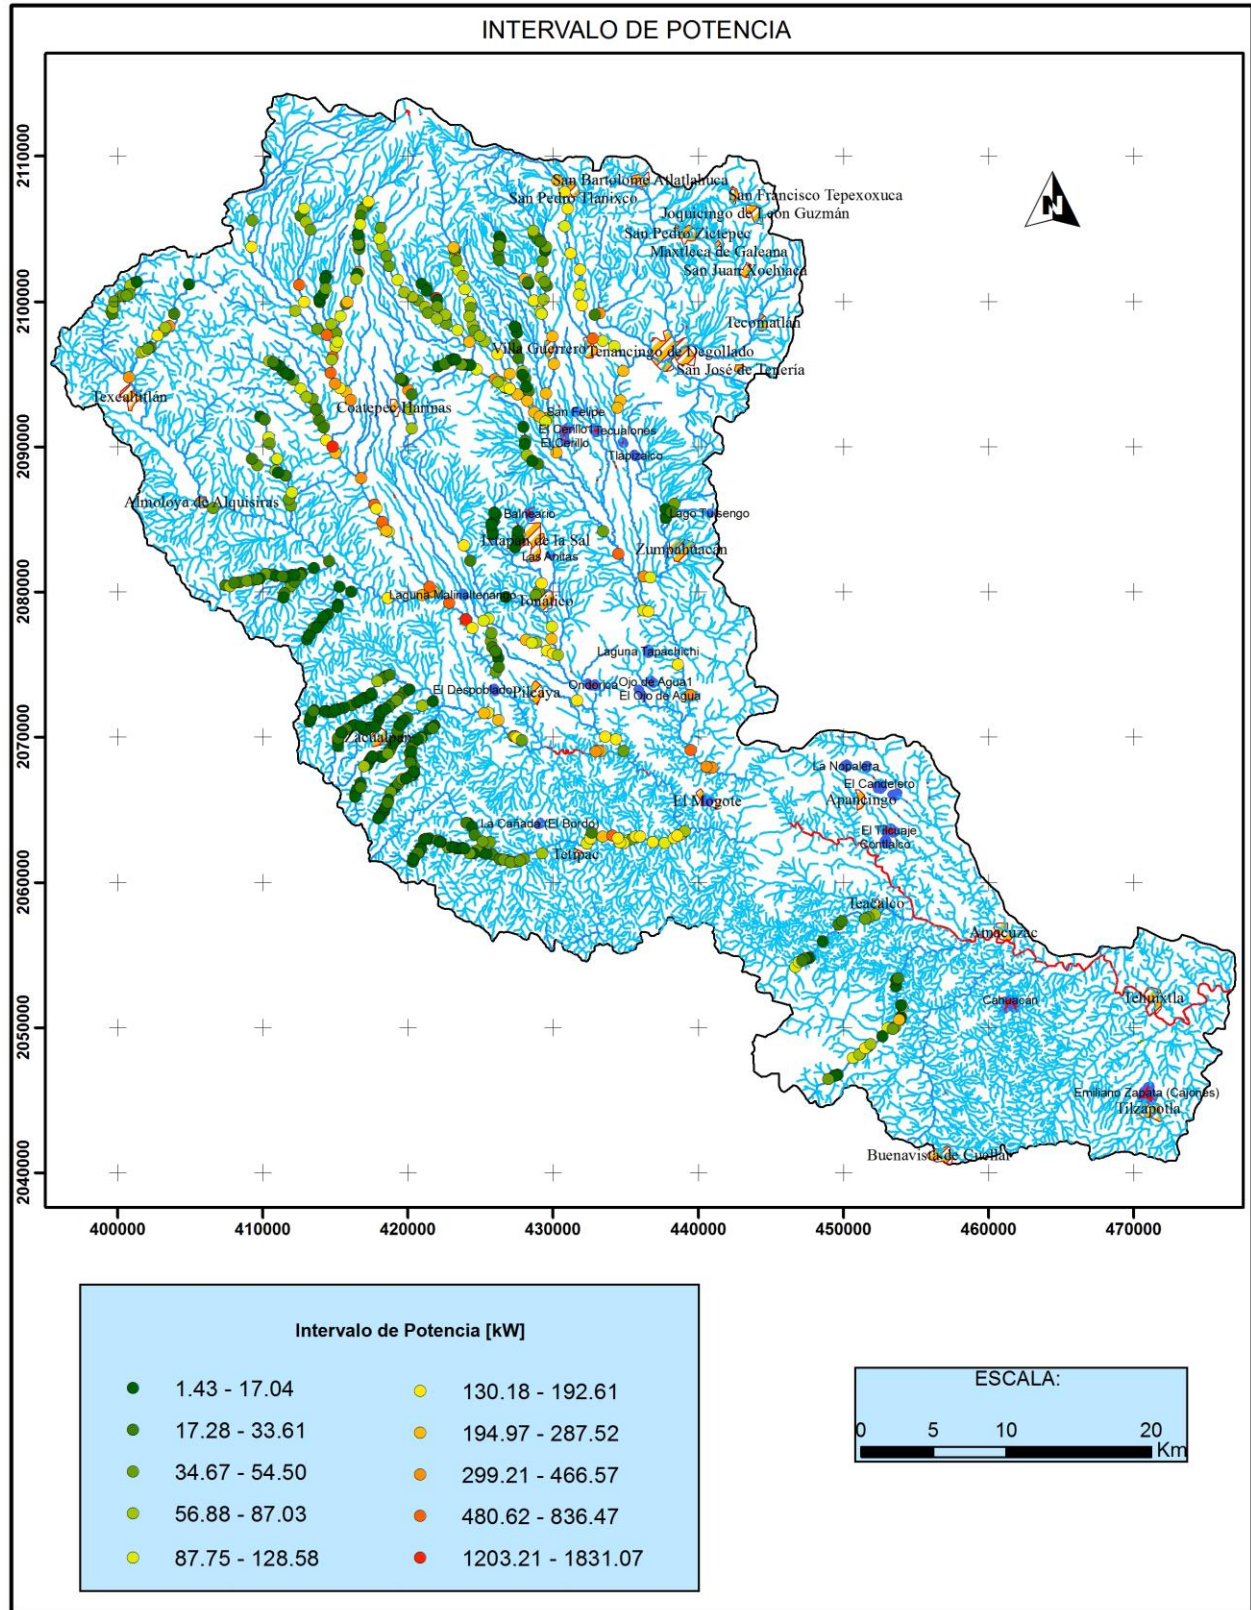 INTERVALO DE POTENCIA
2110000
2100000
2090000
2080000
2070000
2060000
2050000
2040000
San Bartolome Atlatlahuca
San Pedro Tlanixco
San Francisco Tepexoxuca
Joquicingo de León Guzmán
San Pedro Zictepec
Maxtleca de Galeana
San Juan Xochiaca
Tecomatlán
Villa Guerrero
Tenancingo de Degollado
San José de Tenería
Texcaltitlán
Coatepec Harinas
San Felipe
El Cerillo1
Tecualones
El Cerillo
Tlapizalco
Almoloya de Alquisiras
Balneario
Lago Tulsengo
Ixtapan de la Sal
Las Anitas
Zumpahuacán
Laguna Malinaltenango
Tonatico
Laguna Tapachichi
Ojo de Agua1
El Despoblado
Pilcaya
El Ojo de Agua
Zacualpan
La Nopalera
El Candelero
El Mogote
Apancingo
La Cañada (El Bordo)
Tetipac
Contlalco
Teacalco
Amacuzac
Cahuacán
Tehuixtla
Emiliano Zapata (Cajones)
Tilzapotla
Buenavista de Cuellar
N
400000 410000 420000 430000 440000 450000 460000 470000
Intervalo de Potencia [kW]
1.43 - 17.04
17.28 - 33.61
34.67 - 54.50
56.88 - 87.03
87.75 - 128.58
130.18 - 192.61
194.97 - 287.52
299.21 - 466.57
480.62 - 836.47
1203.21 - 1831.07
ESCALA:
0 5 10 20
Km